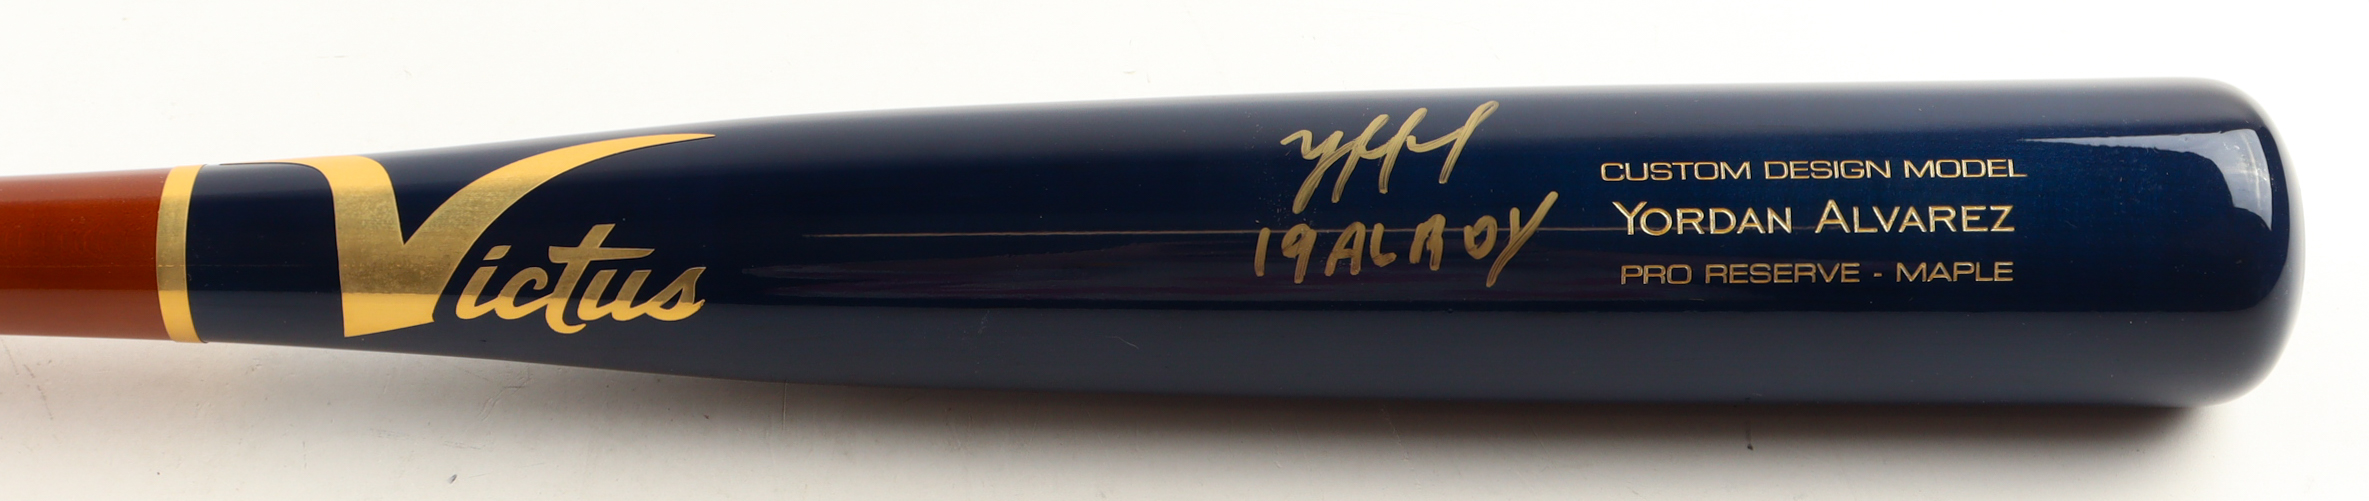 Victus
19 AL ROY
CUSTOM DESIGN MODEL
YORDAN ALVAREZ
PRO RESERVE - MAPLE